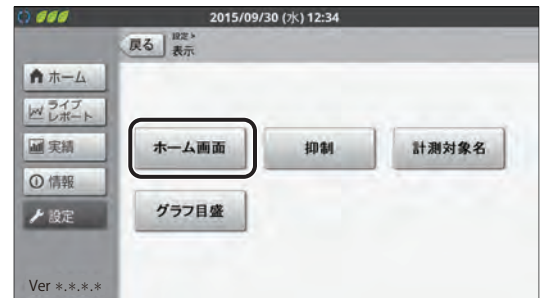 2015/09/30 (水) 12:34
戻る
設定>
表示
ホーム
ライブ
レポート
実績
情報
設定
ホーム画面
抑制
計測対象名
グラフ目盛
Ver *.*.*.*